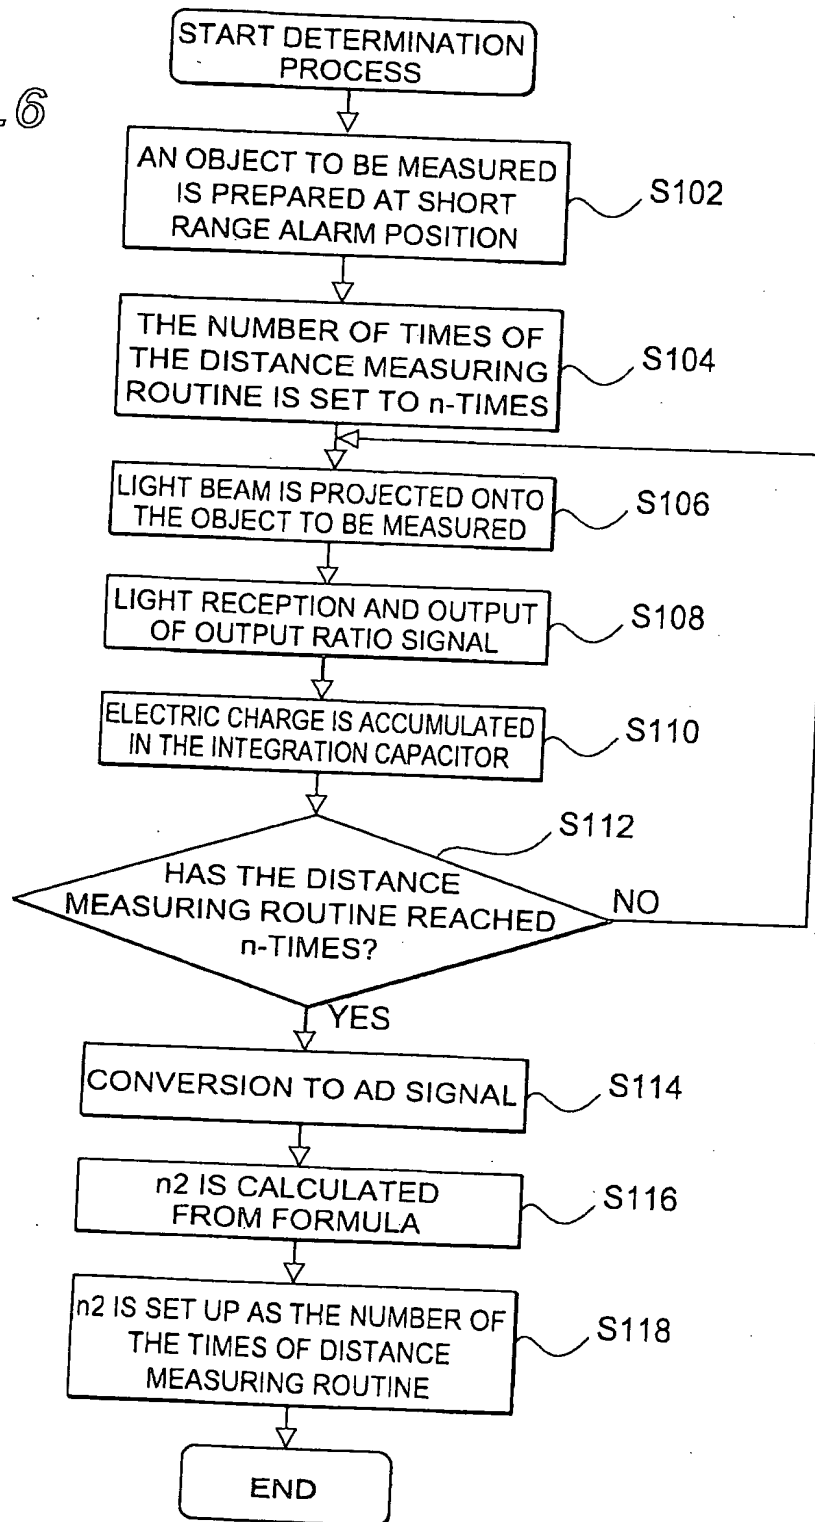 START DETERMINATION
PROCESS
.6
AN OBJECT TO BE MEASURED
IS PREPARED AT SHORT
RANGE ALARM POSITION
S102
THE NUMBER OF TIMES OF
THE DISTANCE MEASURING
ROUTINE IS SET TO n-TIMES
S104
LIGHT BEAM IS PROJECTED ONTO
THE OBJECT TO BE MEASURED
S106
LIGHT RECEPTION AND OUTPUT
OF OUTPUT RATIO SIGNAL
S108
ELECTRIC CHARGE IS ACCUMULATED
IN THE INTEGRATION CAPACITOR
S110
S112
HAS THE DISTANCE
MEASURING ROUTINE REACHED
n-TIMES?
NO
YES
CONVERSION TO AD SIGNAL
S114
n2 IS CALCULATED
FROM FORMULA
S116
n2 IS SET UP AS THE NUMBER OF
THE TIMES OF DISTANCE
MEASURING ROUTINE
S118
END